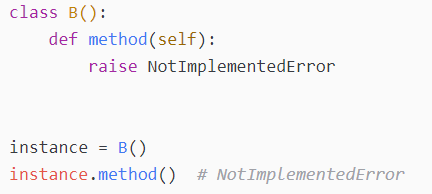 class B():
    def method(self):
        raise NotImplementedError
instance = B()
instance.method()  # NotImplementedError